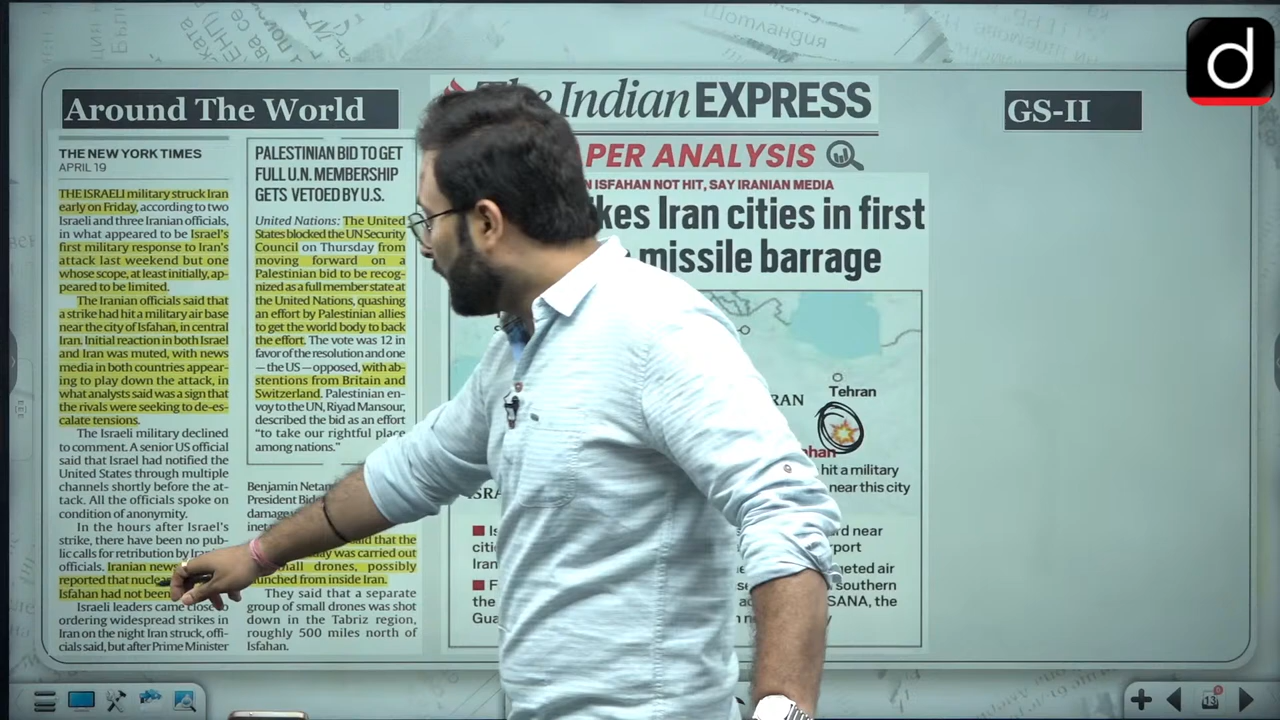 Around The World
The Indian EXPRESS
GS-II
d
THE NEW YORK TIMES
APRIL 19
THE ISRAELI military struck Iran
early on Friday, according to two
Israeli and three Iranian officials,
in what appeared to be Israel's
first military response to Iran's
attack last weekend but one
whose scope, at least initially, ap-
peared to be limited.
The Iranian officials said that
a strike had hit a military air base
near the city of Isfahan, in central
Iran. Initial reaction in both Israel
and Iran was muted, with news
media in both countries appear-
ing to play down the attack, in
what analysts said was a sign that
the rivals were seeking to de-es-
calate tensions.
The Israeli military declined
to comment. A senior US official
said that Israel had notified the
United States through multiple
channels shortly before the at-
tack. All the officials spoke on
condition of anonymity.
In the hours after Israel's
strike, there have been no pub-
lic calls for retribution by
officials. Iranian news
reported that
Isfahan had not been
Israeli leaders came close to
ordering widespread strikes in
Iran on the night Iran struck, offi-
cials said, but after Prime Minister
PALESTINIAN BID TO GET
FULL U.N. MEMBERSHIP
GETS VETOED BY U.S.
United Nations: The United
States blocked the UN Security
Council on Thursday from
moving forward on a
Palestinian bid to be recog-
nized as a full member state at
the United Nations, quashing
an effort by Palestinian allies
to get the world body to back
the effort. The vote was 12 in
favor of the resolution and one
— the US — opposed, with ab-
stentions from Britain and
Switzerland. Palestinian en-
voy to the UN, Riyad Mansour,
described the bid as an effort
"to take our rightful place
among nations."
Benjamin
President
damage
said that the
was carried out
small drones, possibly
launched from inside Iran.
They said that a separate
group of small drones was shot
down in the Tabriz region,
roughly 500 miles north of
Isfahan.
PER ANALYSIS
ISFAHAN NOT HIT, SAY IRANIAN MEDIA
kes Iran cities in first
missile barrage
Tehran
hit a military
near this city
near
port
air
southern
SANA, the
13